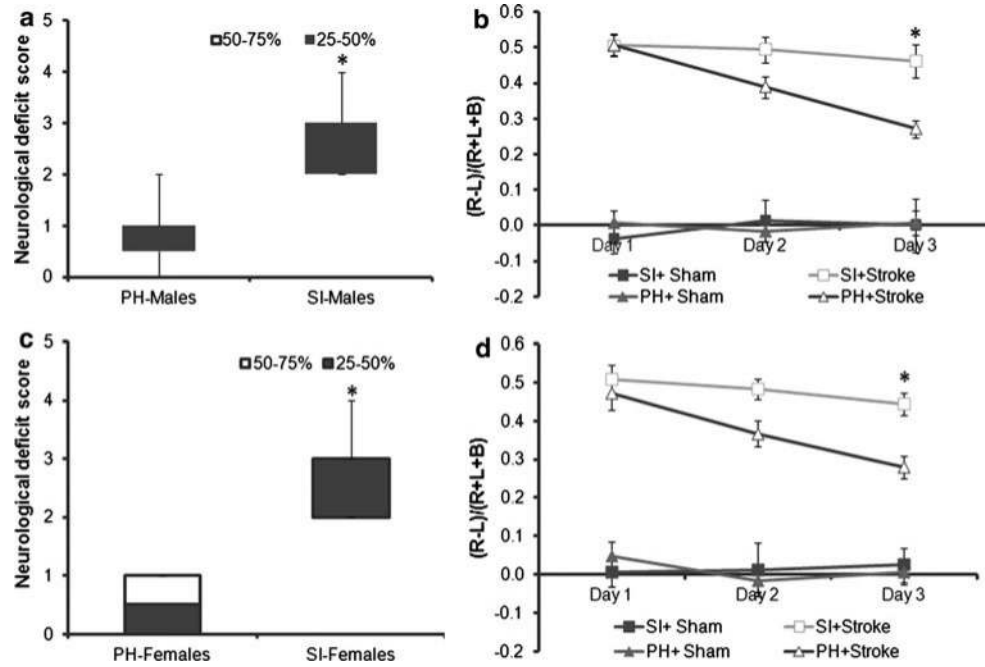 a
Neurological deficit score
5
4
3
2
1
0
50-75% 25-50%
*
PH-Males SI-Males
b
(R-L)/(R+L+B)
0.6
0.5
0.4
0.3
0.2
0.1
0.0
-0.1
-0.2
*
Day 1 Day 2 Day 3
SI+ Sham SI+Stroke
PH+ Sham PH+Stroke
c
Neurological deficit score
5
4
3
2
1
0
50-75% 25-50%
*
PH-Females SI-Females
d
(R-L)/(R+L+B)
0.6
0.5
0.4
0.3
0.2
0.1
0.0
-0.1
-0.2
*
Day 1 Day 2 Day 3
SI+ Sham SI+Stroke
PH+ Sham PH+Stroke